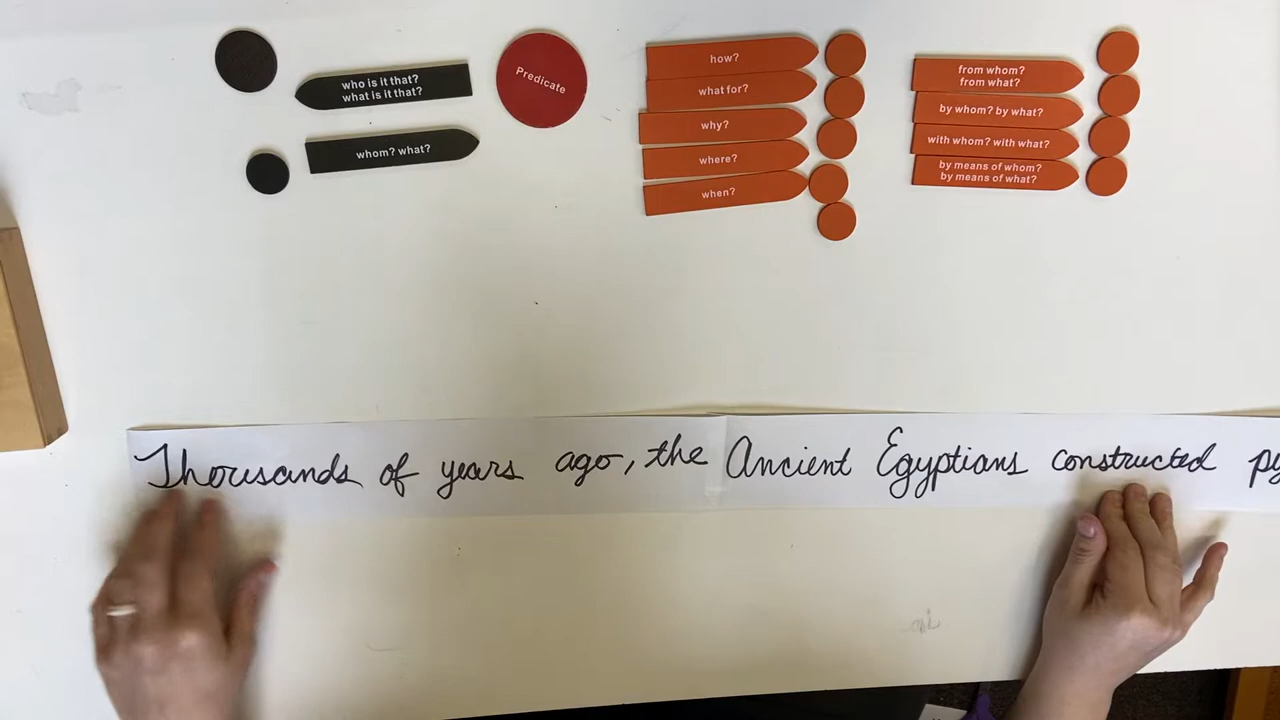 who is it that?
what is it that?
whom? what?
Predicate
how?
what for?
why?
where?
when?
from whom?
from what?
by whom? by what?
with whom? with what?
by means of whom?
by means of what?
Thousands of years ago, the Ancient Egyptians constructed